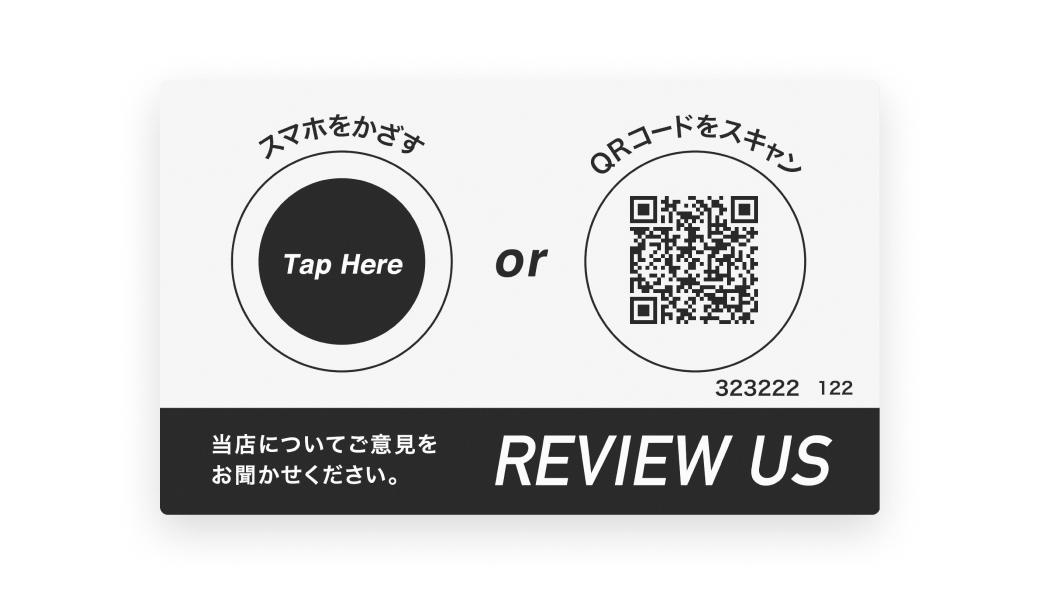 スマホをかざす
Tap Here
or
QRコードをスキャン
323222 122
当店についてご意見を
お聞かせください。
REVIEW US